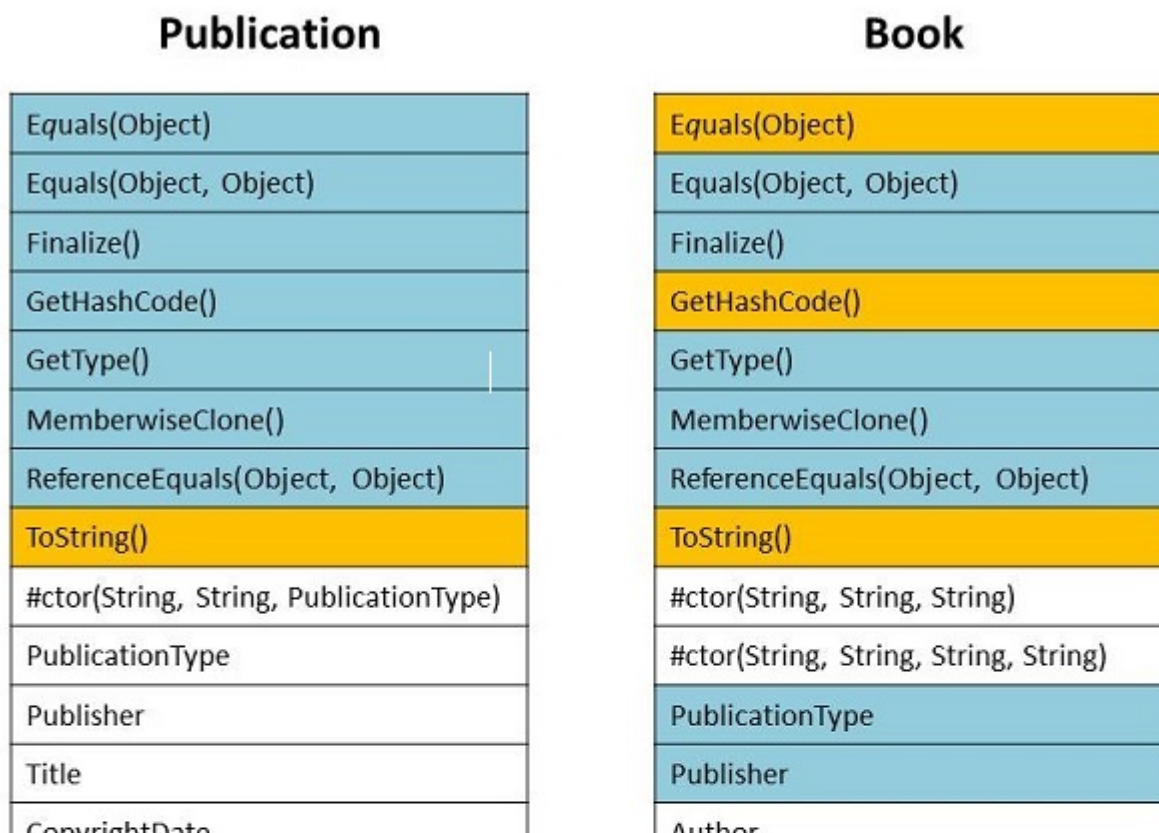 Publication
Equals(Object)
Equals(Object, Object)
Finalize()
GetHashCode()
GetType()
MemberwiseClone()
ReferenceEquals(Object, Object)
ToString()
#ctor(String, String, PublicationType)
PublicationType
Publisher
Title
CopyrightDate
Book
Equals(Object)
Equals(Object, Object)
Finalize()
GetHashCode()
GetType()
MemberwiseClone()
ReferenceEquals(Object, Object)
ToString()
#ctor(String, String, String)
#ctor(String, String, String, String)
PublicationType
Publisher
Author